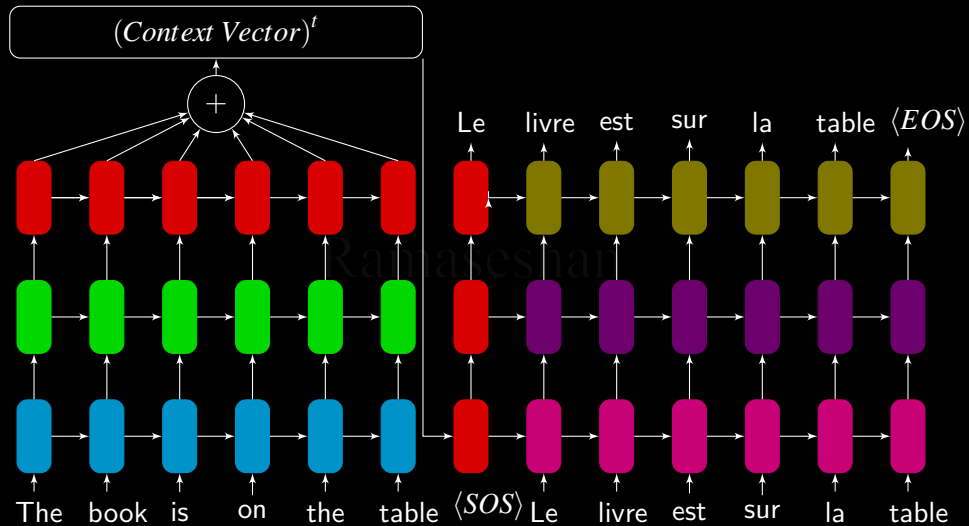 (Context Vector)^t
+
Le livre est sur la table ⟨EOS⟩
Ramaseshan
The book is on the table ⟨SOS⟩ Le livre est sur la table